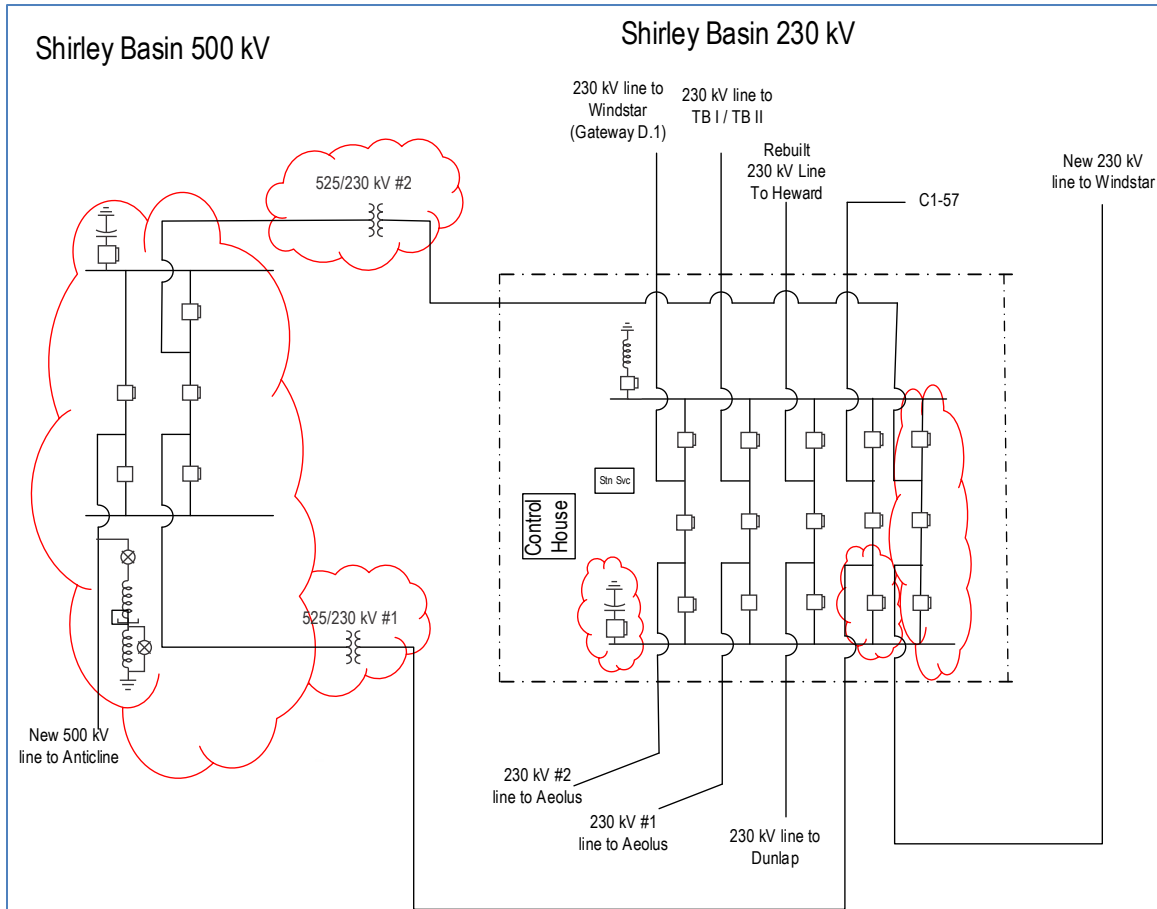 Shirley Basin 500 kV
Shirley Basin 230 kV
230 kV line to
Windstar
(Gateway D.1)
230 kV line to
TB I / TB II
Rebuilt
230 kV Line
To Heward
C1-57
New 230 kV
line to Windstar
525/230 kV #2
Stn Svc
Control
House
525/230 kV #1
New 500 kV
line to Anticline
230 kV #2
line to Aeolus
230 kV #1
line to Aeolus
230 kV line to
Dunlap